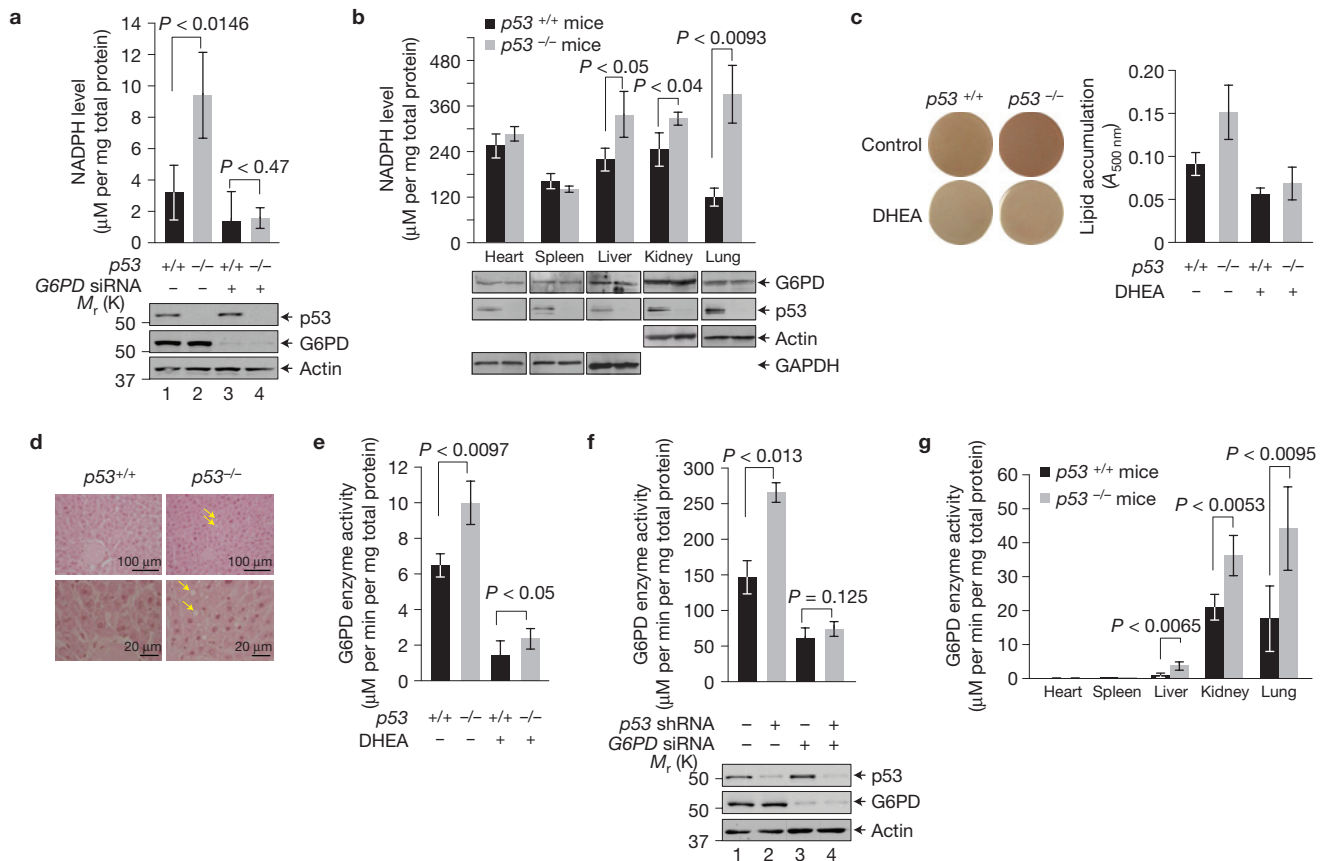 a
P < 0.0146
NADPH level
(µM per mg total protein)
14
12
10
8
6
4
2
0
P < 0.47
p53 +/+ −/− +/+ −/−
G6PD siRNA − − + +
Mr (K)
50
p53
50
G6PD
37
Actin
1 2 3 4
b
p53 +/+ mice
p53 −/− mice
NADPH level
(µM per mg total protein)
480
360
240
120
0
P < 0.05
P < 0.04
P < 0.0093
Heart Spleen Liver Kidney Lung
G6PD
p53
Actin
GAPDH
c
p53 +/+ p53 −/−
Control
DHEA
Lipid accumulation
(A500 nm)
0.20
0.15
0.10
0.05
0
p53 +/+ −/− +/+ −/−
DHEA − − + +
d
p53+/+ p53−/−
100 µm 100 µm
20 µm 20 µm
e
G6PD enzyme activity
(µM per min per mg total protein)
P < 0.0097
12
10
8
6
4
2
0
P < 0.05
p53 +/+ −/− +/+ −/−
DHEA − − + +
f
G6PD enzyme activity
(µM per min per mg total protein)
P < 0.013
300
250
200
150
100
50
0
P = 0.125
p53 shRNA − + − +
G6PD siRNA − − + +
Mr (K)
50
p53
50
G6PD
37
Actin
1 2 3 4
g
G6PD enzyme activity
(µM per min per mg total protein)
60
50
40
30
20
10
0
p53 +/+ mice
p53 −/− mice
P < 0.0095
P < 0.0053
P < 0.0065
Heart Spleen Liver Kidney Lung